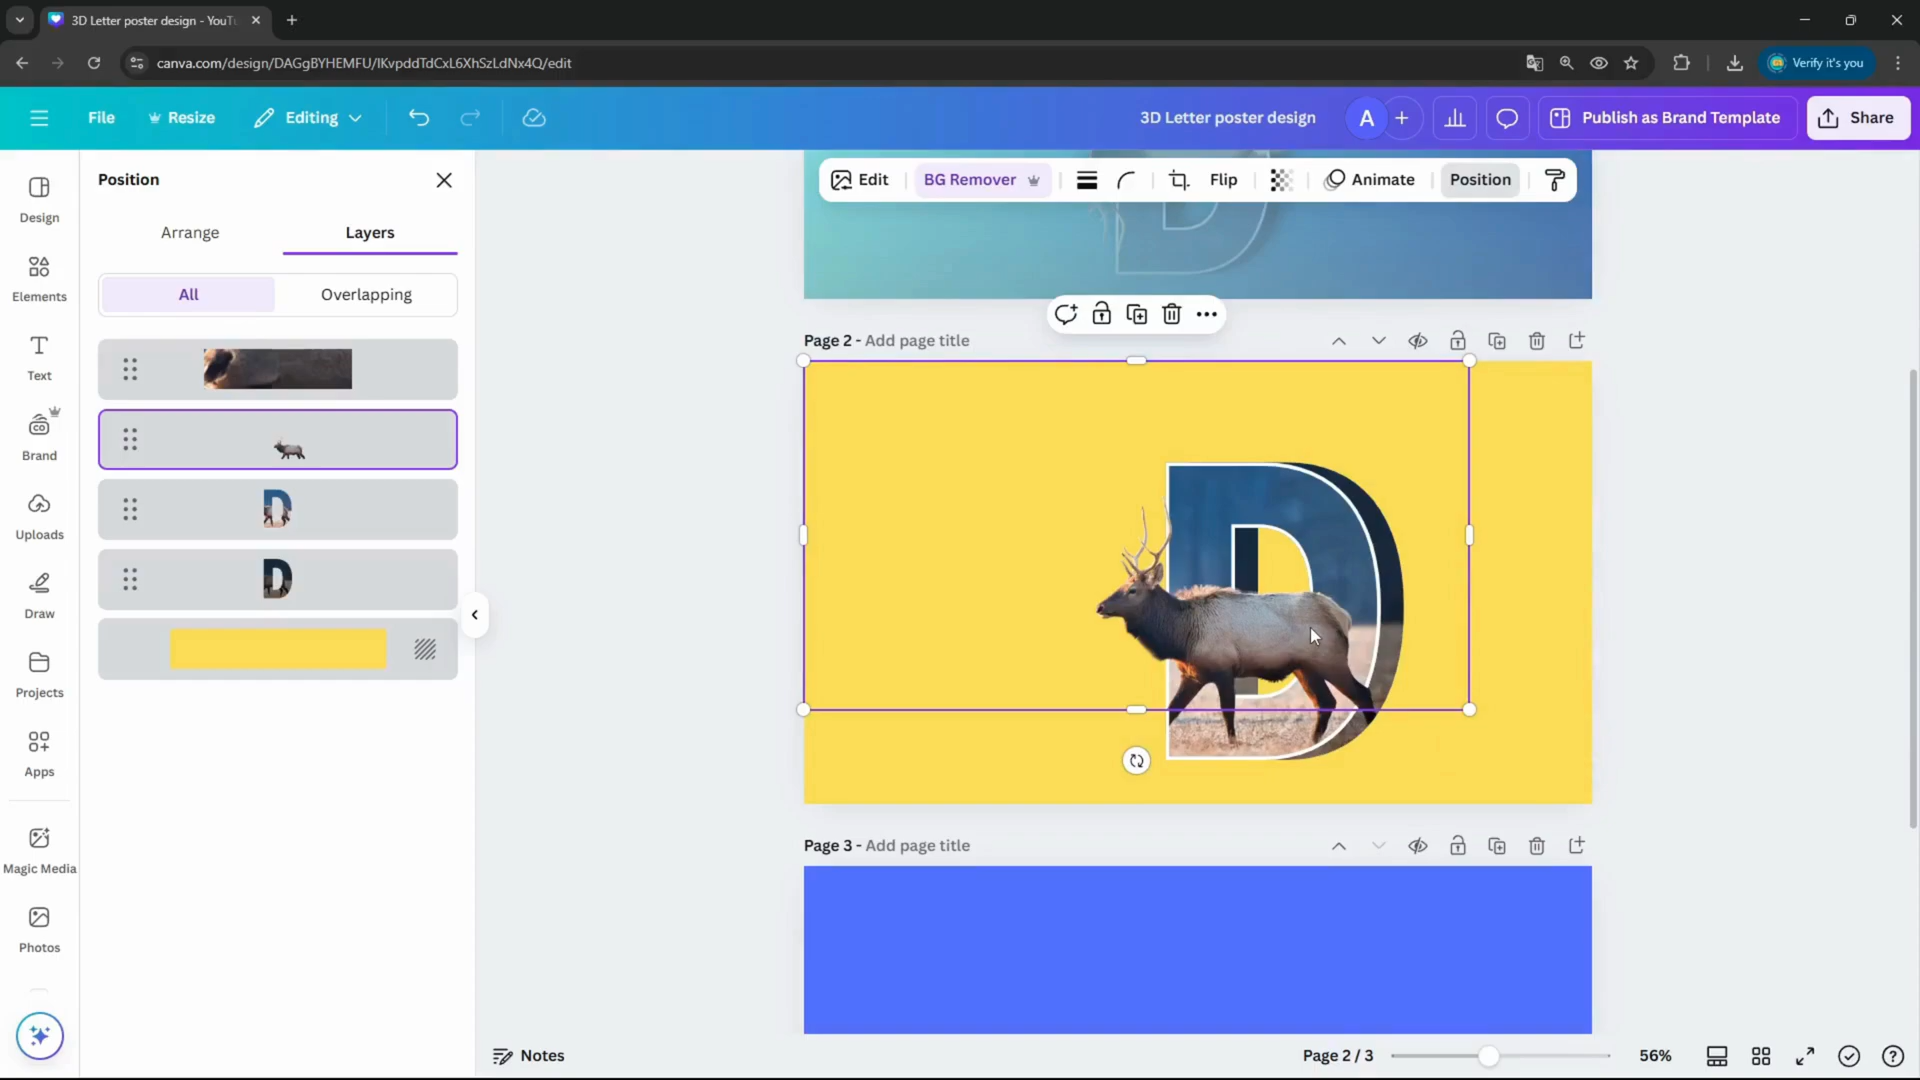 3D Letter poster design - YouTu
canva.com/design/DAGgBYHEMFU/IKvpddTdCxL6XhSzLdNx4Q/edit
Verify it's you
File
Resize
Editing
3D Letter poster design
A
Publish as Brand Template
Share
Design
Elements
Text
Brand
Uploads
Draw
Projects
Apps
Magic Media
Photos
Position
Arrange
Layers
All
Overlapping
Edit
BG Remover
Flip
Animate
Position
Page 2 - Add page title
D
Page 3 - Add page title
Notes
Page 2 / 3
56%